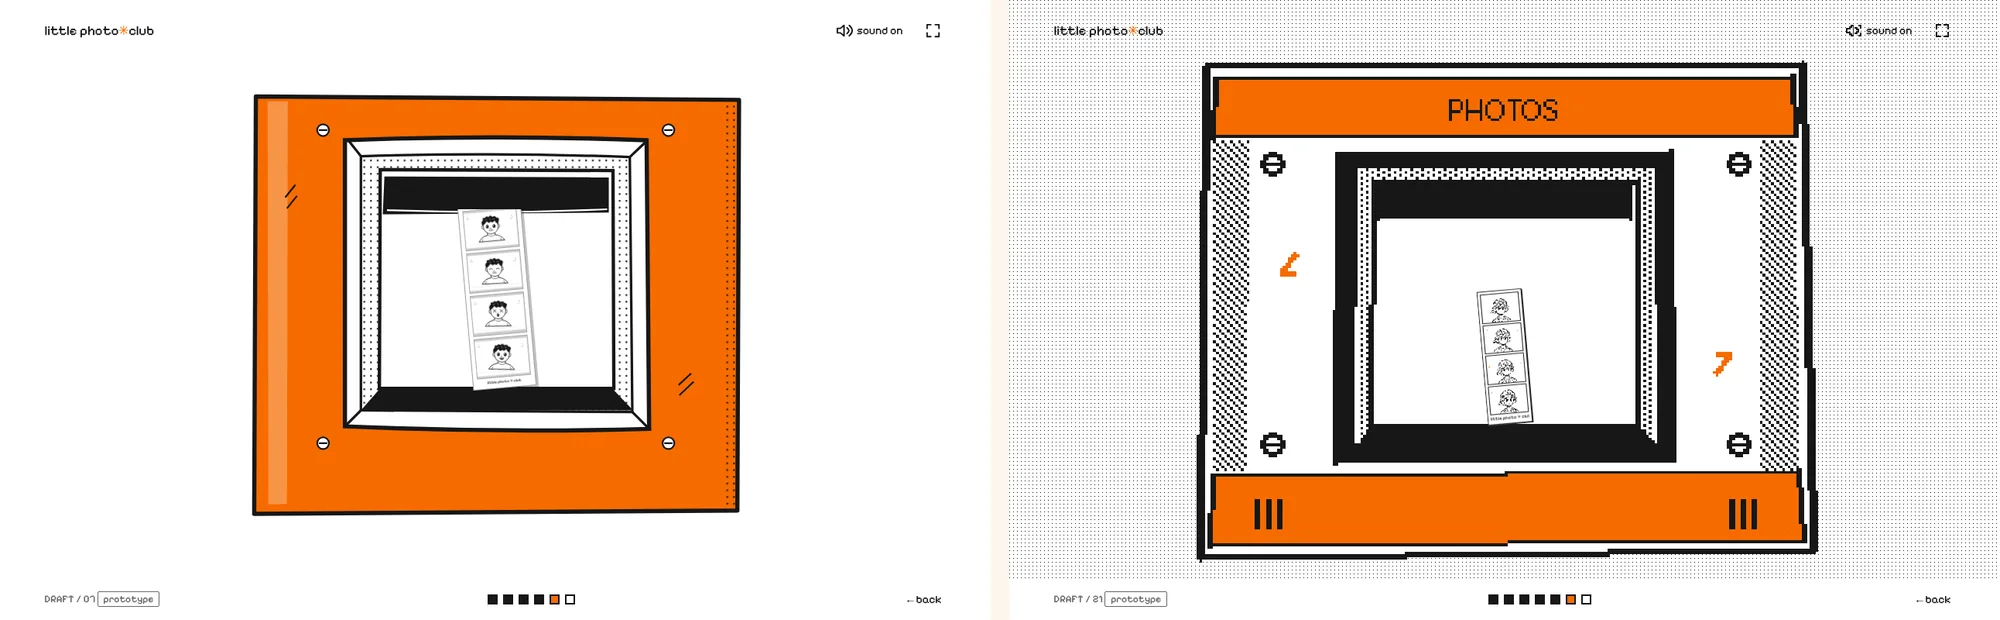 little photo✳club
sound on
DRAFT / 07 prototype
←back
little photo✳club
sound on
PHOTOS
DRAFT / 21 prototype
←back